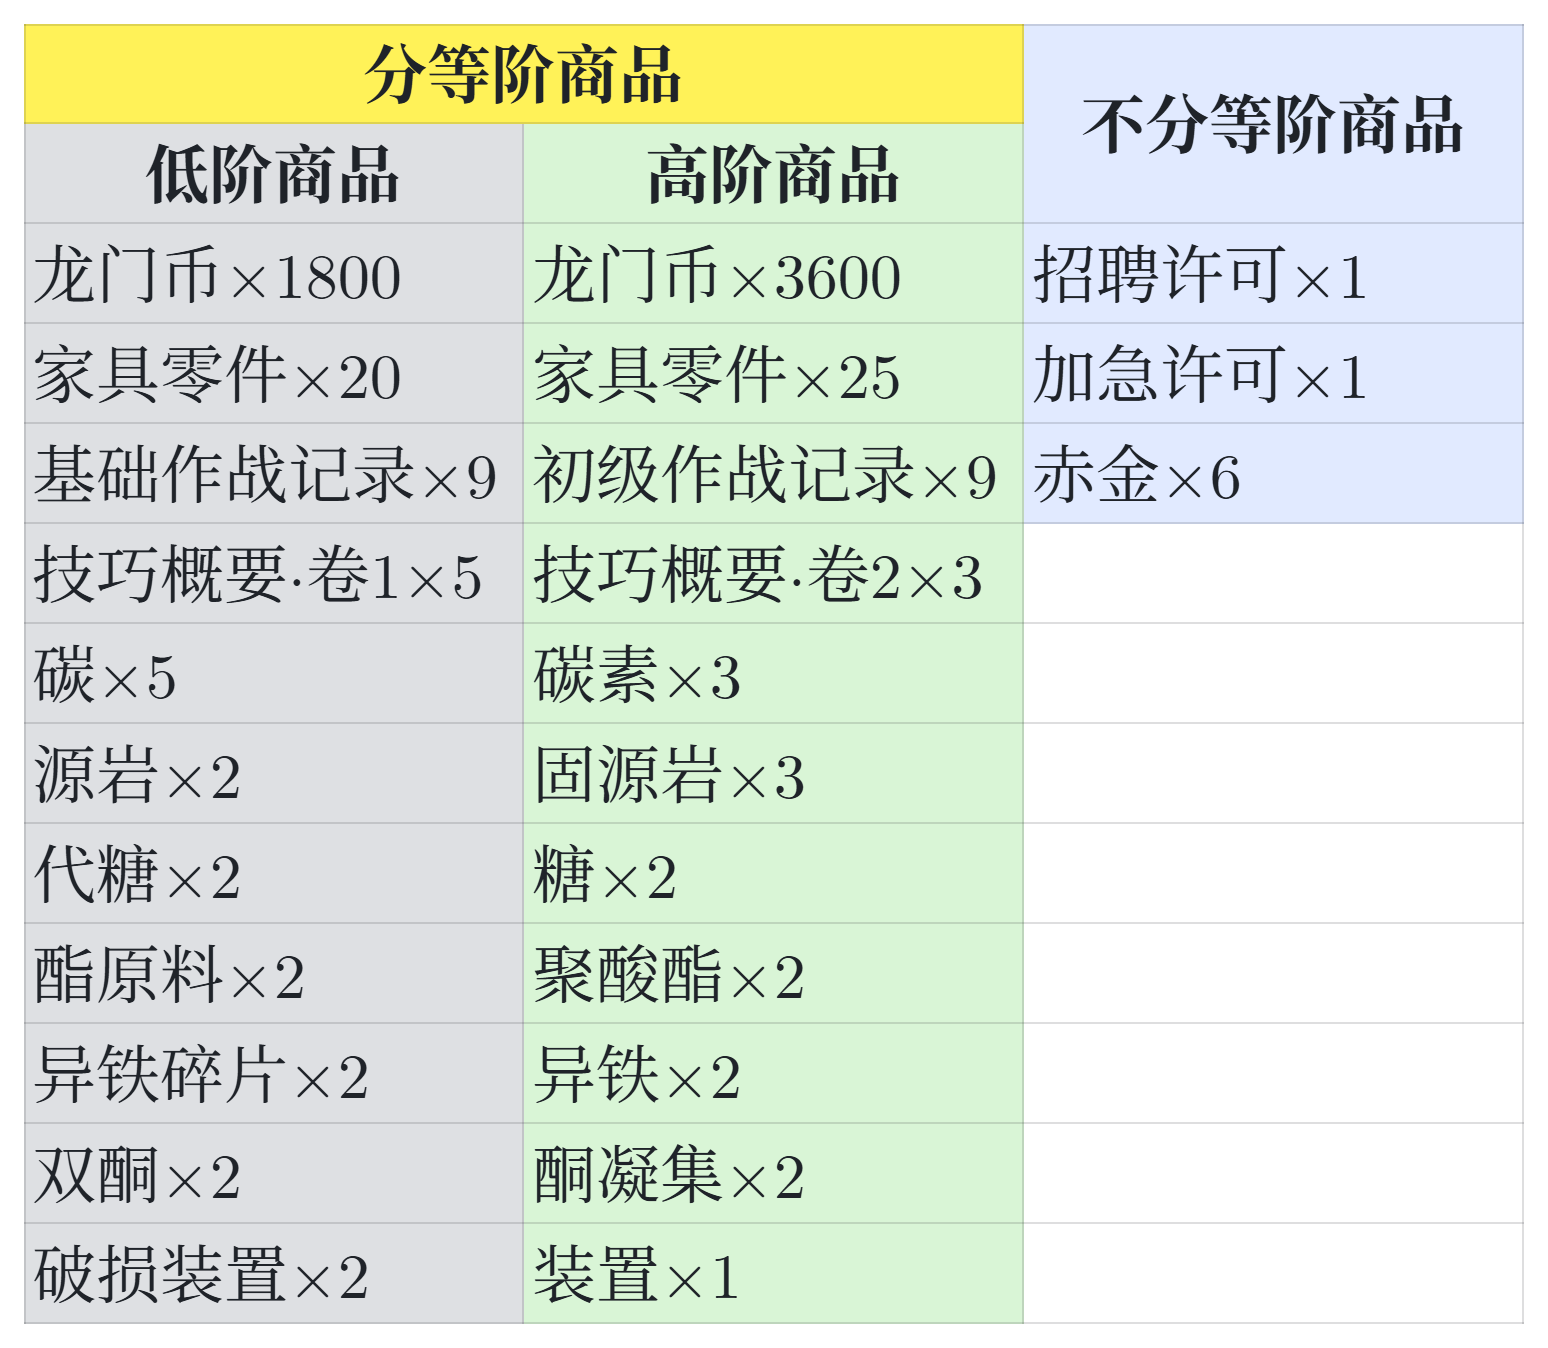 分等阶商品 不分等阶商品
低阶商品 高阶商品
龙门币×1800 龙门币×3600 招聘许可×1
家具零件×20 家具零件×25 加急许可×1
基础作战记录×9 初级作战记录×9 赤金×6
技巧概要·卷1×5 技巧概要·卷2×3
碳×5 碳素×3
源岩×2 固源岩×3
代糖×2 糖×2
酯原料×2 聚酸酯×2
异铁碎片×2 异铁×2
双酮×2 酮凝集×2
破损装置×2 装置×1